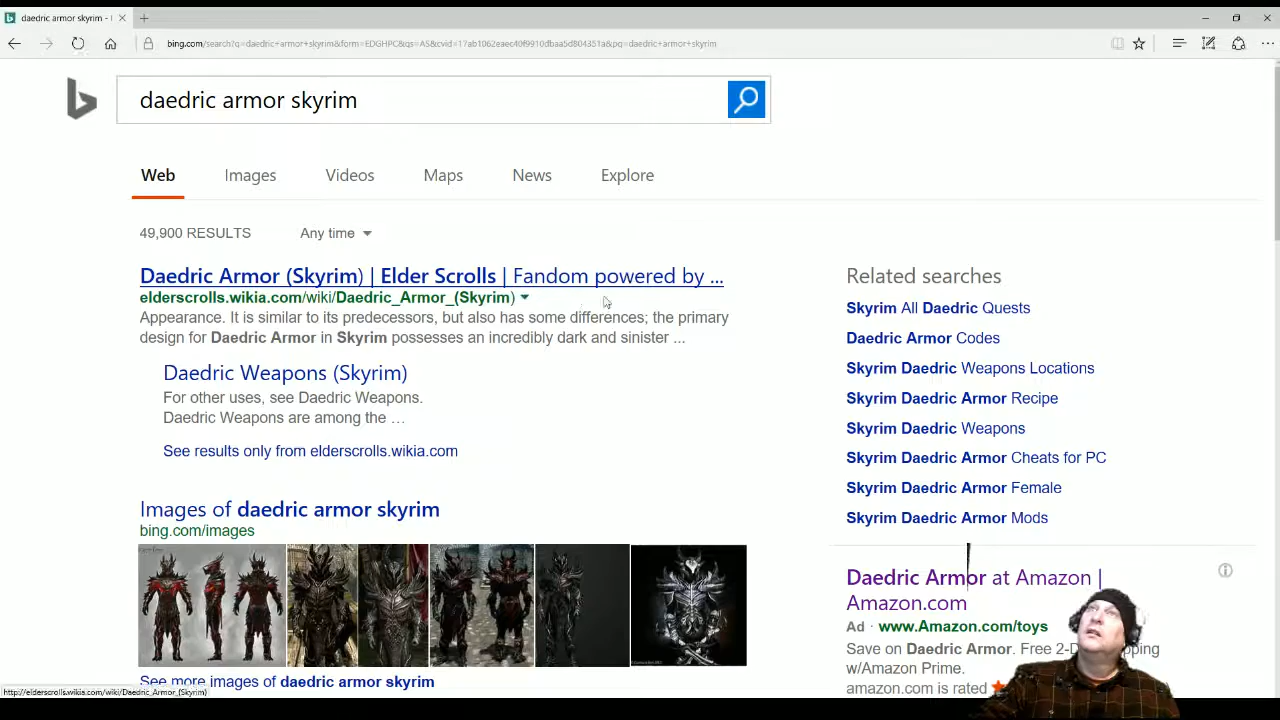 daedric armor skyrim - 
bing.com/search?q=daedric+armor+skyrim&form=EDGHPC&qs=AS&cvid=17ab1062eaec40f9910dbaa5d804351a&pq=daedric+armor+skyrim
daedric armor skyrim
Web Images Videos Maps News Explore
49,900 RESULTS Any time
Daedric Armor (Skyrim) | Elder Scrolls | Fandom powered by ...
elderscrolls.wikia.com/wiki/Daedric_Armor_(Skyrim)
Appearance. It is similar to its predecessors, but also has some differences; the primary
design for Daedric Armor in Skyrim possesses an incredibly dark and sinister ...
Daedric Weapons (Skyrim)
For other uses, see Daedric Weapons.
Daedric Weapons are among the …
See results only from elderscrolls.wikia.com
Images of daedric armor skyrim
bing.com/images
See more images of daedric armor skyrim
http://elderscrolls.wikia.com/wiki/Daedric_Armor_(Skyrim)
Related searches
Skyrim All Daedric Quests
Daedric Armor Codes
Skyrim Daedric Weapons Locations
Skyrim Daedric Armor Recipe
Skyrim Daedric Weapons
Skyrim Daedric Armor Cheats for PC
Skyrim Daedric Armor Female
Skyrim Daedric Armor Mods
Daedric Armor at Amazon |
Amazon.com
Ad · www.Amazon.com/toys
Save on Daedric Armor. Free 2-D
w/Amazon Prime.
amazon.com is rated